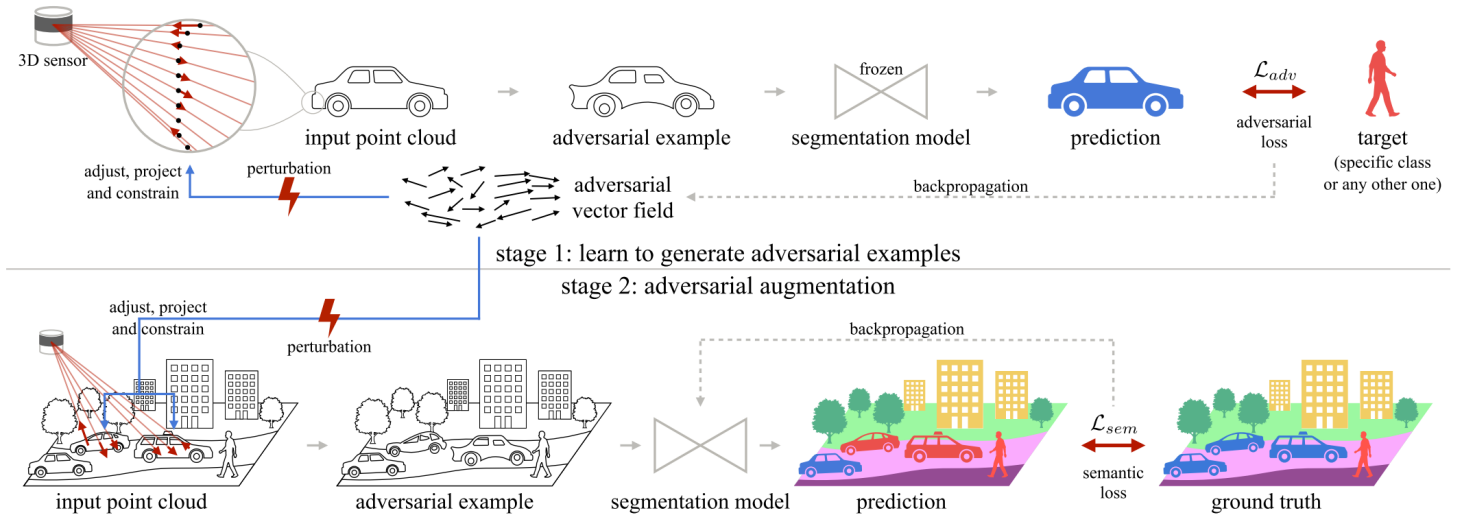 3D sensor
frozen
ℒadv
input point cloud
adversarial example
segmentation model
prediction
adversarial
loss
target
(specific class
or any other one)
adjust, project
and constrain
perturbation
adversarial
vector field
backpropagation
stage 1: learn to generate adversarial examples
stage 2: adversarial augmentation
adjust, project
and constrain
perturbation
backpropagation
ℒsem
semantic
loss
input point cloud
adversarial example
segmentation model
prediction
ground truth